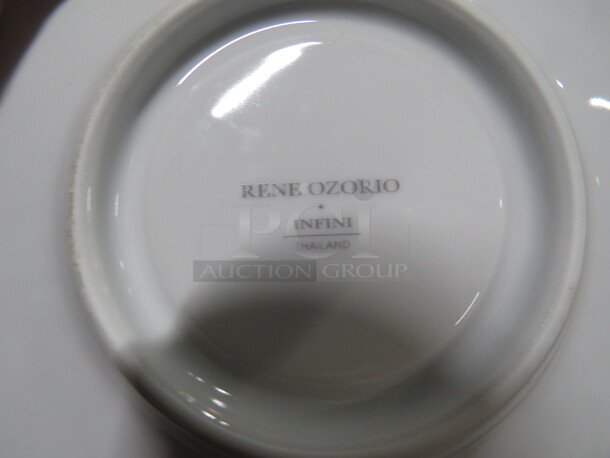 RENE OZORIO
INFINI
THAILAND
PCI
AUCTION GROUP